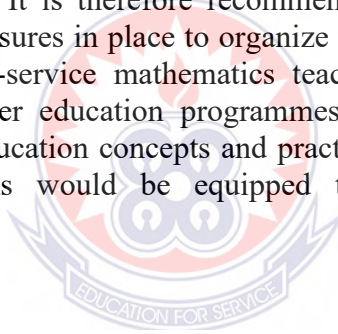 It is therefore recommen
sures in place to organize
-service mathematics teac
er education programmes
ucation concepts and pract
s would be equipped t
EDUCATION FOR SERVICE